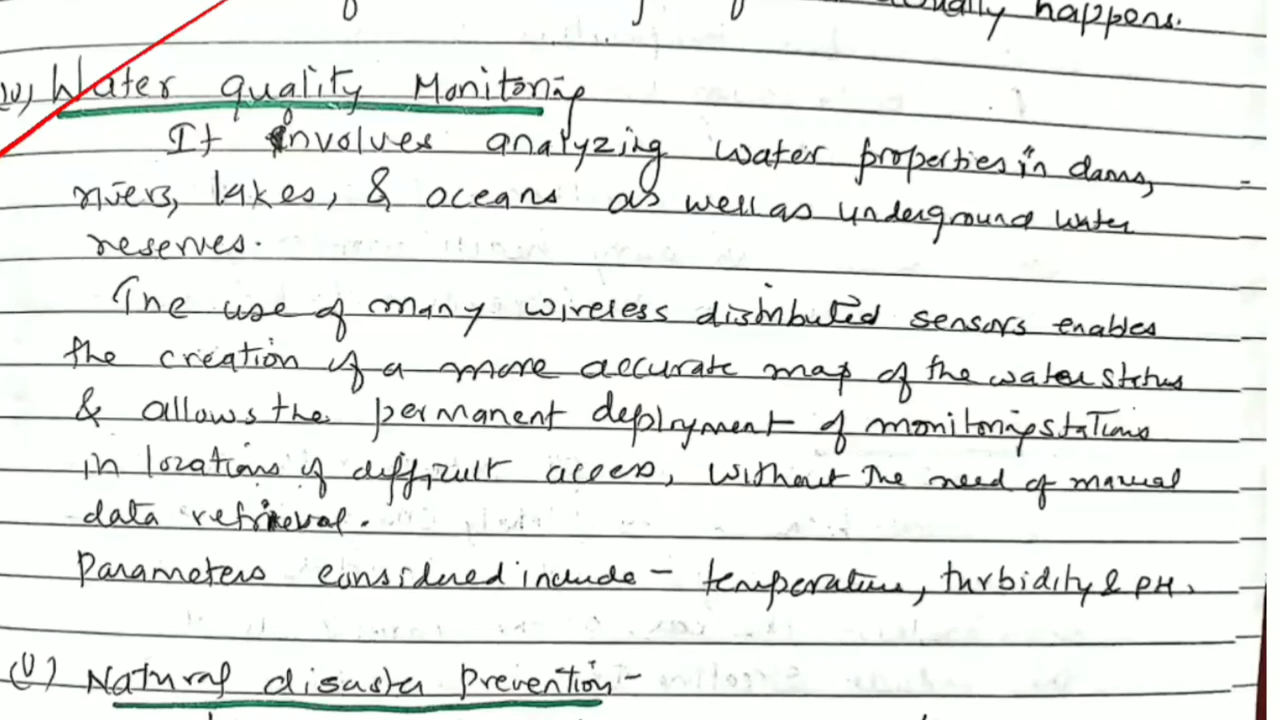 happens.
(iv) Water quality Monitoring
It involves analyzing water properties in dams,
rivers, lakes, & oceans as well as underground water
reserves.
The use of many wireless distributed sensors enables
the creation of a more accurate map of the water status
& allows the permanent deployment of monitoring stations
in locations of difficult access, without the need of manual
data retrieval.
Parameters considered include - temperature, turbidity & PH.
(V) Natural disaster prevention-